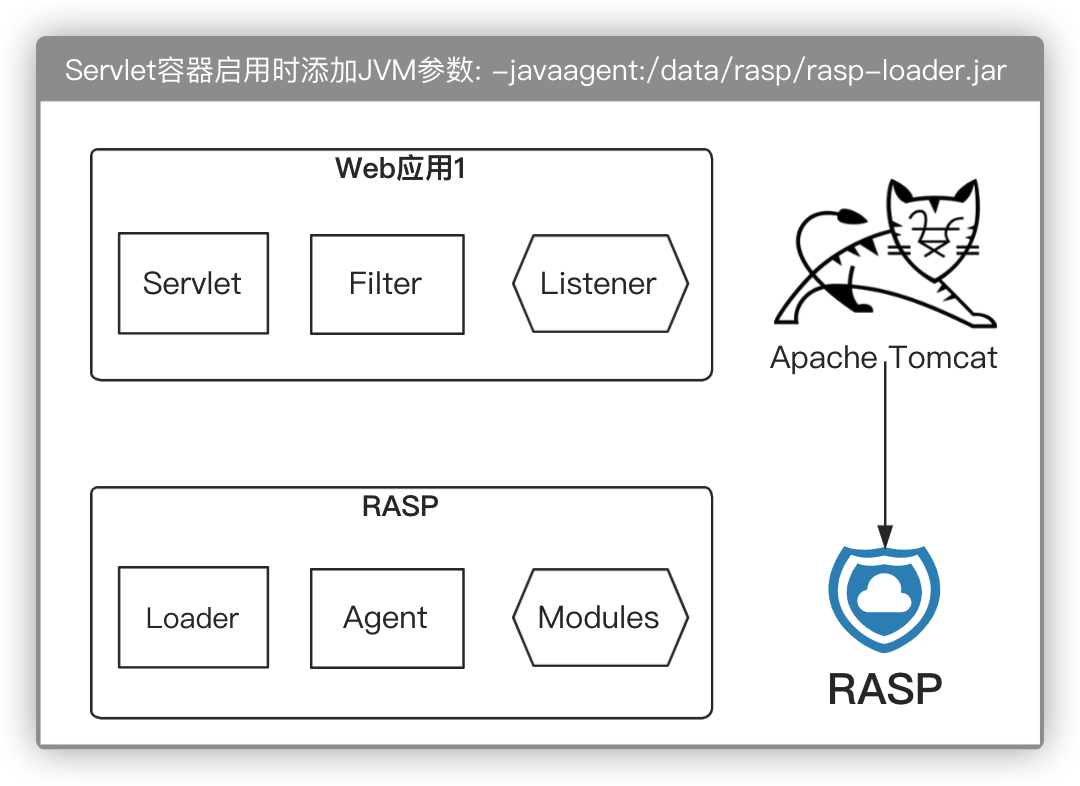 Servlet容器启用时添加JVM参数: -javaagent:/data/rasp/rasp-loader.jar
Web应用1
Servlet
Filter
Listener
Apache Tomcat
RASP
Loader
Agent
Modules
RASP